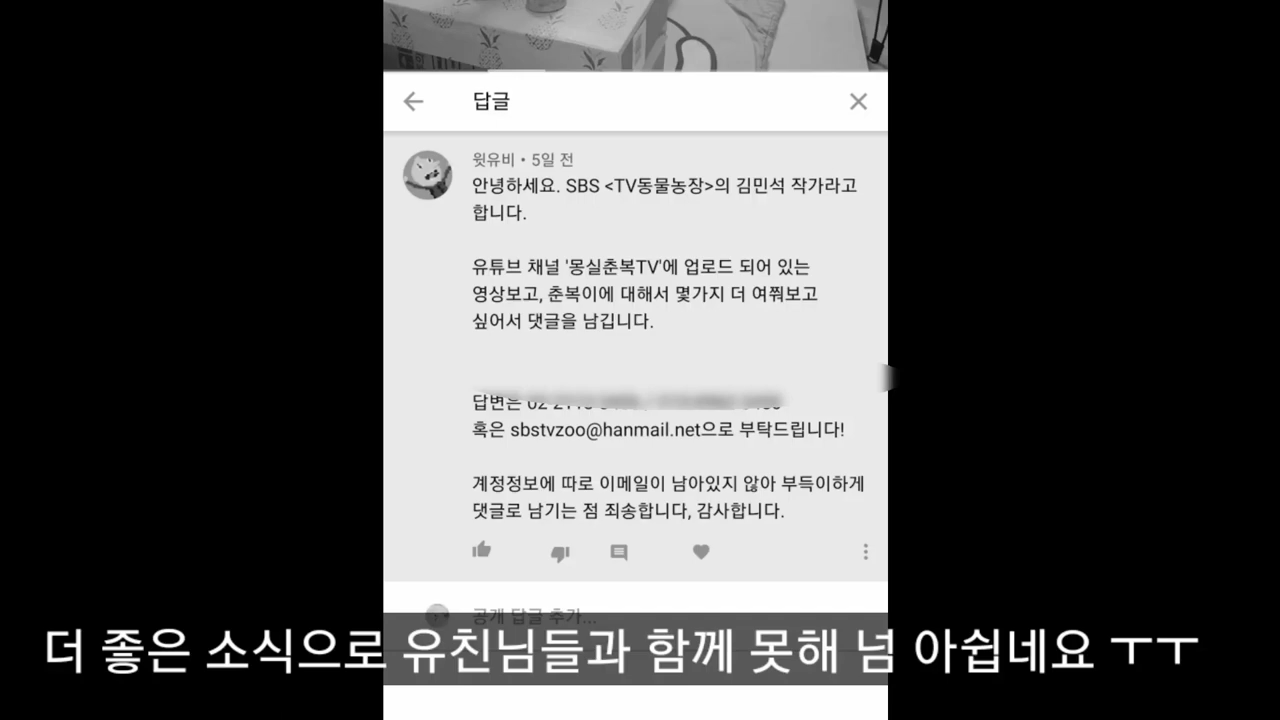 답글
윗유비 • 5일 전
안녕하세요. SBS <TV동물농장>의 김민석 작가라고
합니다.
유튜브 채널 '몽실춘복TV'에 업로드 되어 있는
영상보고, 춘복이에 대해서 몇가지 더 여쭤보고
싶어서 댓글을 남깁니다.
답변은 02
혹은 sbstvzoo@hanmail.net으로 부탁드립니다!
계정정보에 따로 이메일이 남아있지 않아 부득이하게
댓글로 남기는 점 죄송합니다, 감사합니다.
공개 답글 추가...
더 좋은 소식으로 유친님들과 함께 못해 넘 아쉽네요 ㅜㅜ